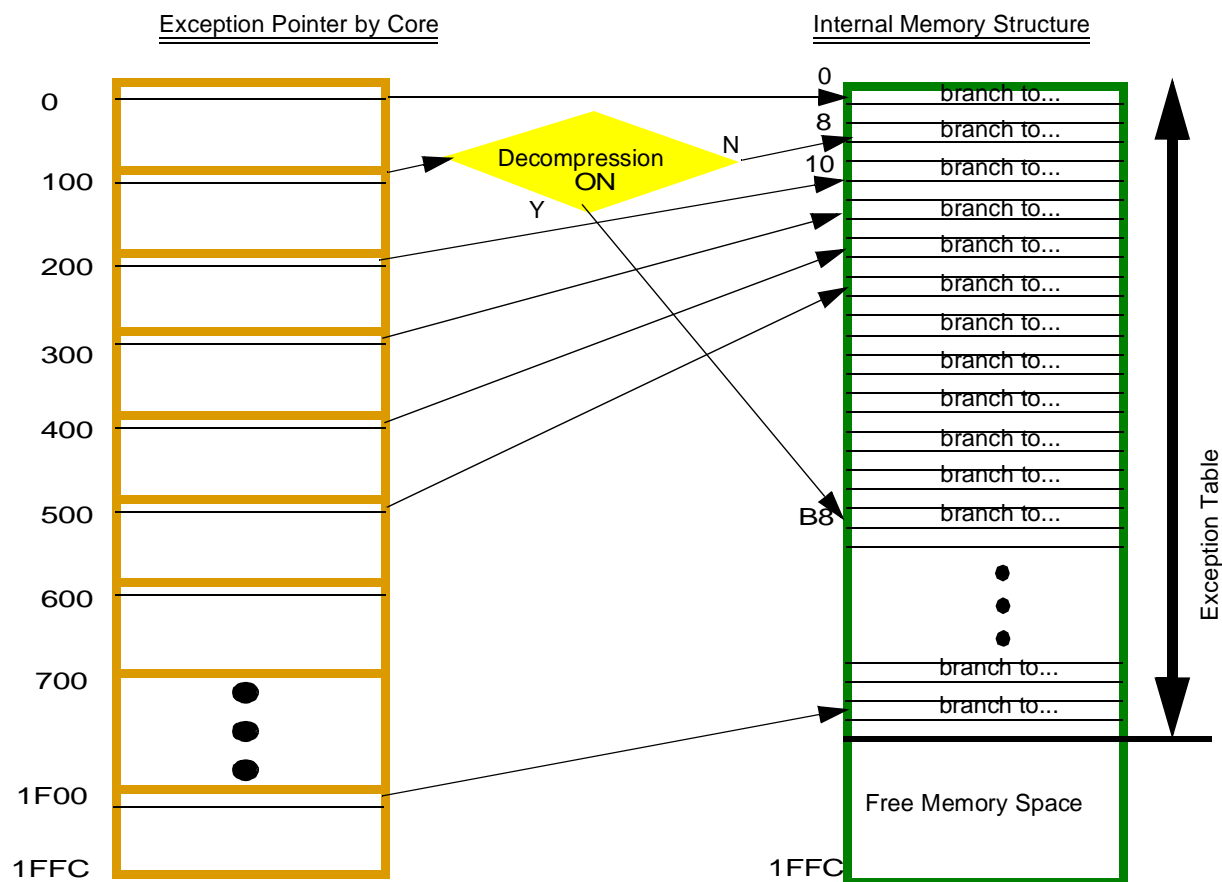 Exception Pointer by Core
Internal Memory Structure
0
100
200
300
400
500
600
700
1F00
1FFC
Decompression
ON
N
Y
0
8
10
B8
1FFC
branch to...
branch to...
branch to...
branch to...
branch to...
branch to...
branch to...
branch to...
branch to...
branch to...
branch to...
branch to...
branch to...
branch to...
Free Memory Space
Exception Table